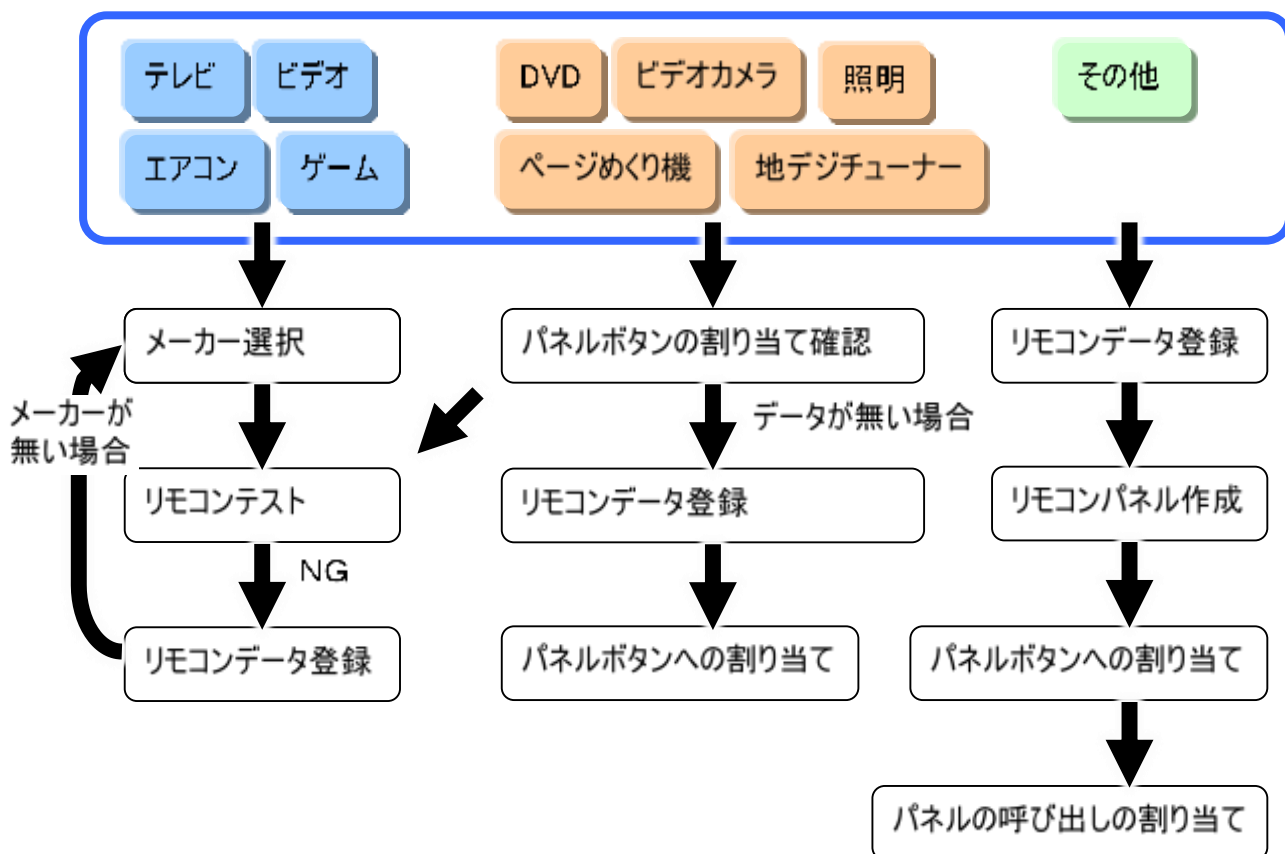 テレビ
ビデオ
DVD
ビデオカメラ
照明
その他
エアコン
ゲーム
ページめくり機
地デジチューナー
メーカー選択
パネルボタンの割り当て確認
リモコンデータ登録
メーカーが
無い場合
データが無い場合
リモコンテスト
リモコンデータ登録
リモコンパネル作成
NG
リモコンデータ登録
パネルボタンへの割り当て
パネルボタンへの割り当て
パネルの呼び出しの割り当て